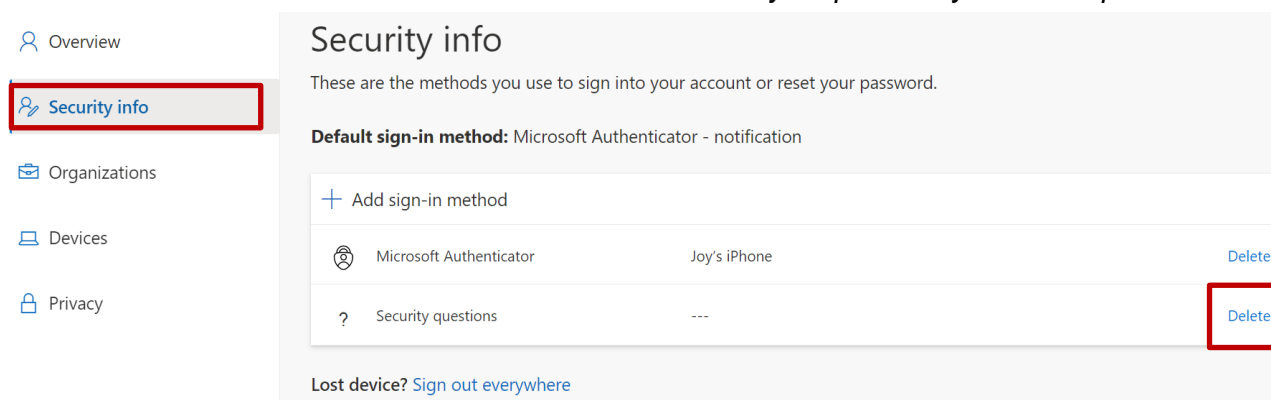 Overview
Security info
Organizations
Devices
Privacy
Security info
These are the methods you use to sign into your account or reset your password.
Default sign-in method: Microsoft Authenticator - notification
+ Add sign-in method
Microsoft Authenticator Joy's iPhone Delete
? Security questions --- Delete
Lost device? Sign out everywhere